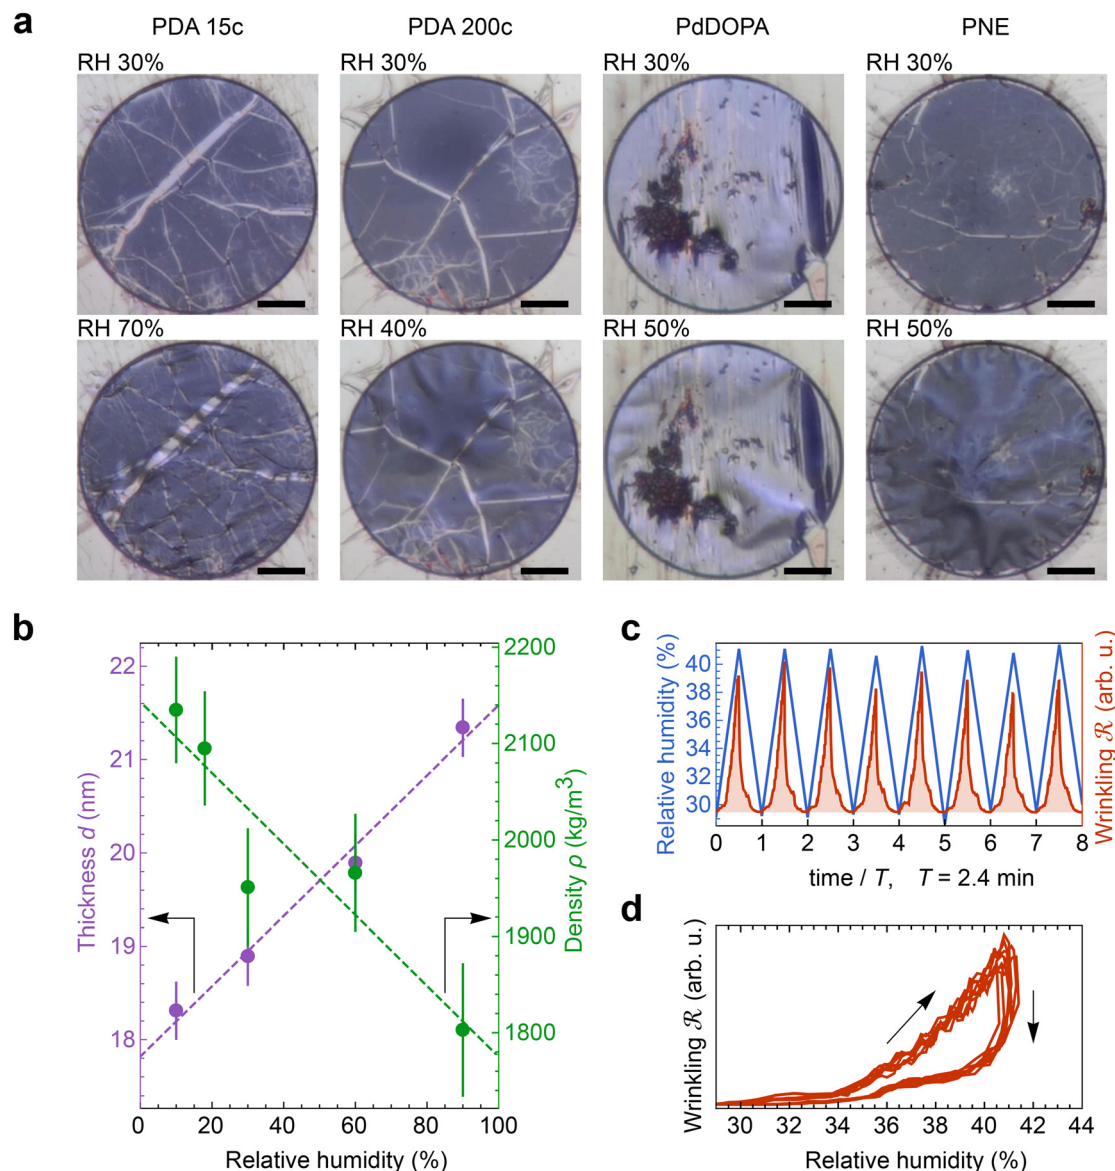 a
PDA 15c PDA 200c PdDOPA PNE
RH 30% RH 30% RH 30% RH 30%
RH 70% RH 40% RH 50% RH 50%
b
Thickness d (nm)
22
21
20
19
18
2200
2100
2000
1900
1800
Density ρ (kg/m³)
0 20 40 60 80 100
Relative humidity (%)
c
Relative humidity (%)
40
38
36
34
32
30
Wrinkling ℛ (arb. u.)
0 1 2 3 4 5 6 7 8
time / T, T = 2.4 min
d
Wrinkling ℛ (arb. u.)
30 32 34 36 38 40 42 44
Relative humidity (%)